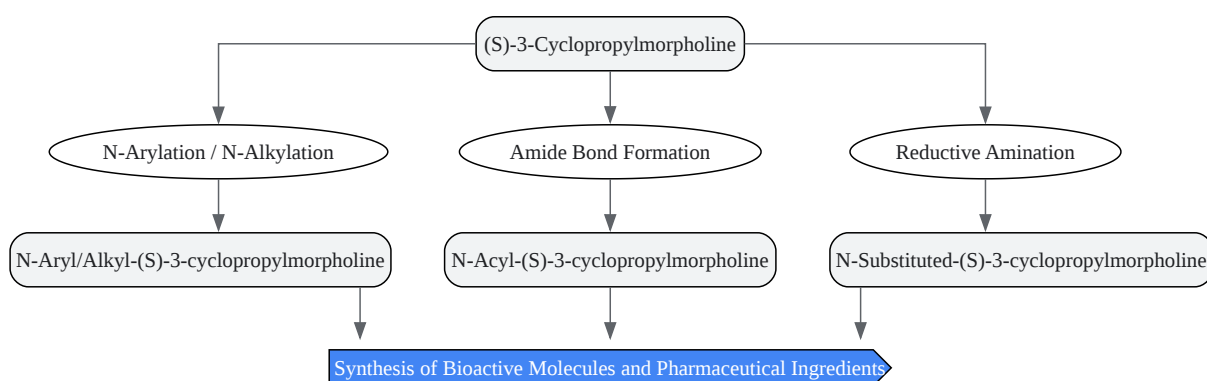 (S)-3-Cyclopropylmorpholine
N-Arylation / N-Alkylation
Amide Bond Formation
Reductive Amination
N-Aryl/Alkyl-(S)-3-cyclopropylmorpholine
N-Acyl-(S)-3-cyclopropylmorpholine
N-Substituted-(S)-3-cyclopropylmorpholine
Synthesis of Bioactive Molecules and Pharmaceutical Ingredients